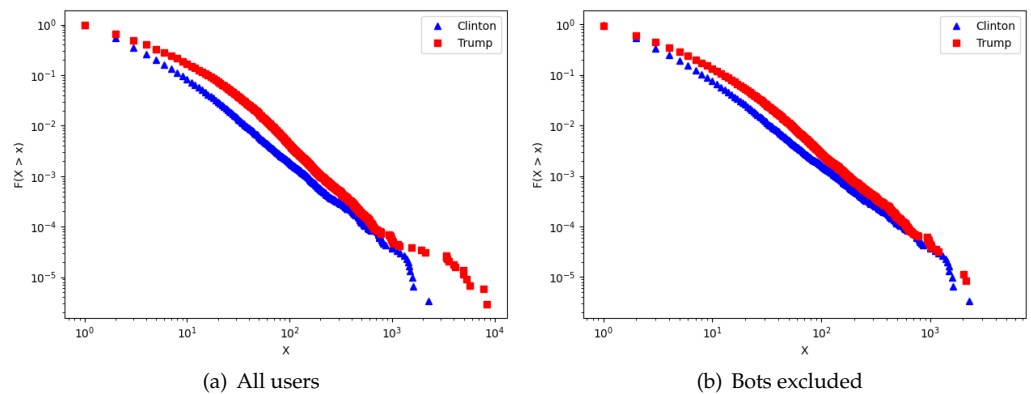 10⁰
10⁻¹
10⁻²
10⁻³
10⁻⁴
10⁻⁵
F(X > x)
Clinton
Trump
10⁰ 10¹ 10² 10³ 10⁴
X
(a) All users
10⁰
10⁻¹
10⁻²
10⁻³
10⁻⁴
10⁻⁵
F(X > x)
Clinton
Trump
10⁰ 10¹ 10² 10³
X
(b) Bots excluded